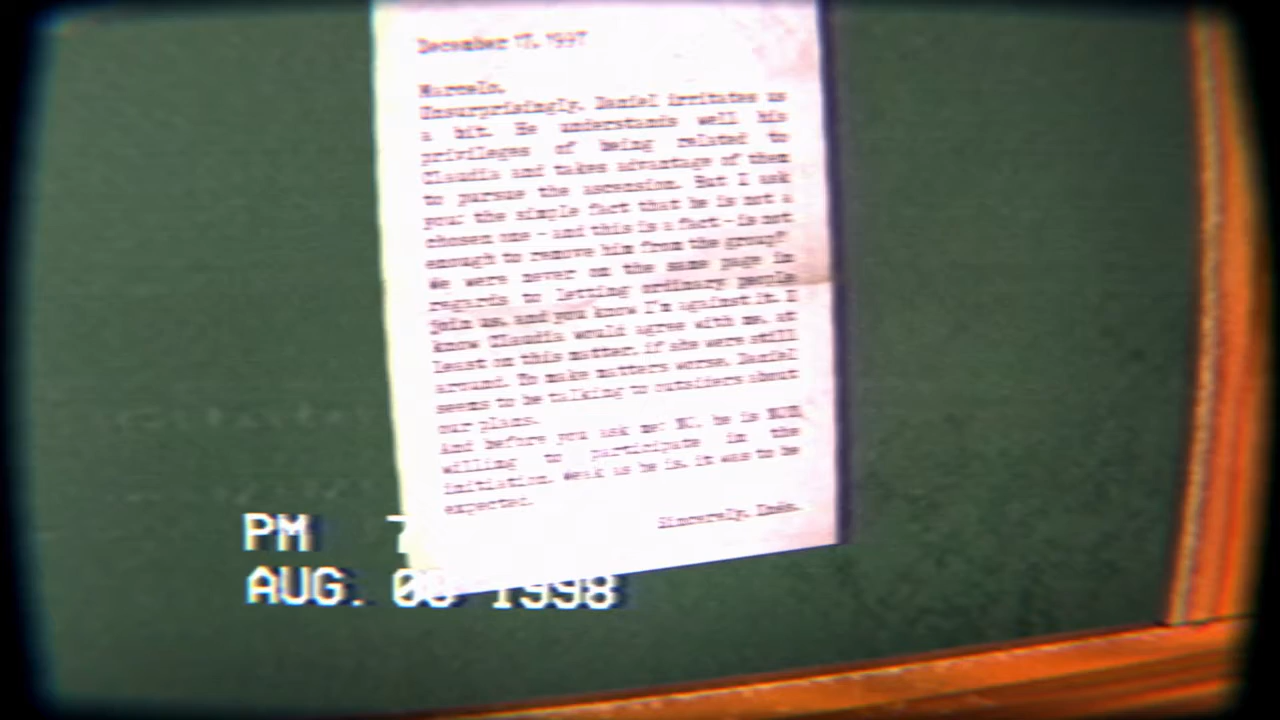 December 17, 1997
Marcelo,
Unsurprisingly, Daniel irritates us
a bit. He understands well his
privileges of being related to
Claudia and takes advantage of them
to pursue the ascension. But I ask
you: the simple fact that he is not a
chosen one - and this is a fact - is not
enough to remove him from the group?
We were never on the same page in
regards to letting ordinary people
join us, and you know I'm against it. I
know Claudia would agree with me, at
least on this matter, if she were still
around. To make matters worse, Daniel
seems to be talking to outsiders about
our plans.
And before you ask me: NO, he is NOT
willing to participate in the
initiation. Weak as he is, it was to be
expected.
Sincerely,
PM 7
AUG. 1998